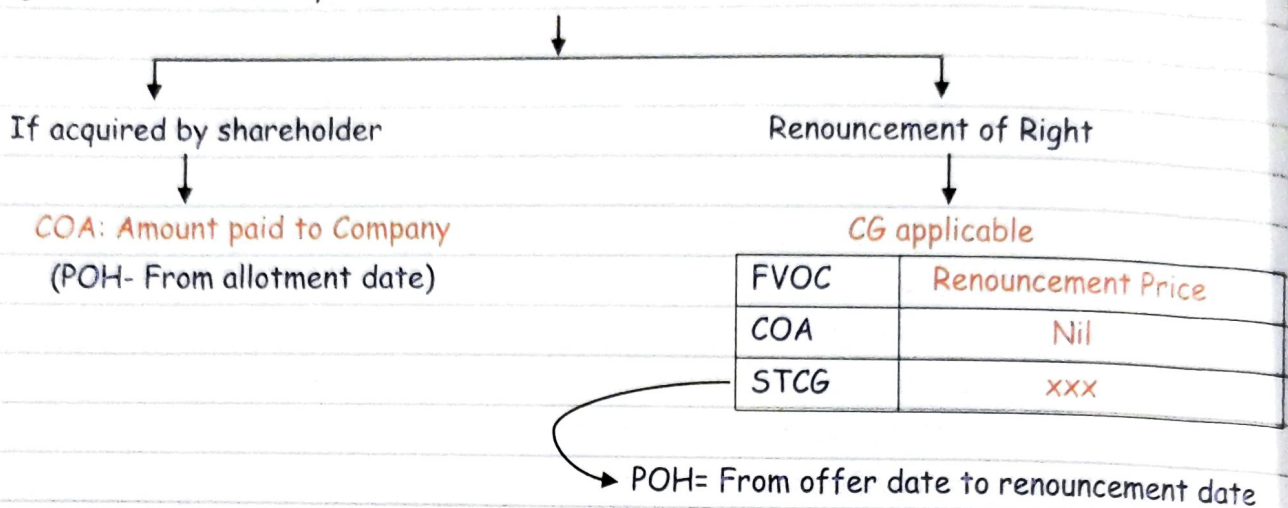 If acquired by shareholder
Renouncement of Right
COA: Amount paid to Company
(POH- From allotment date)
CG applicable
FVOC Renouncement Price
COA Nil
STCG xxx
POH= From offer date to renouncement date